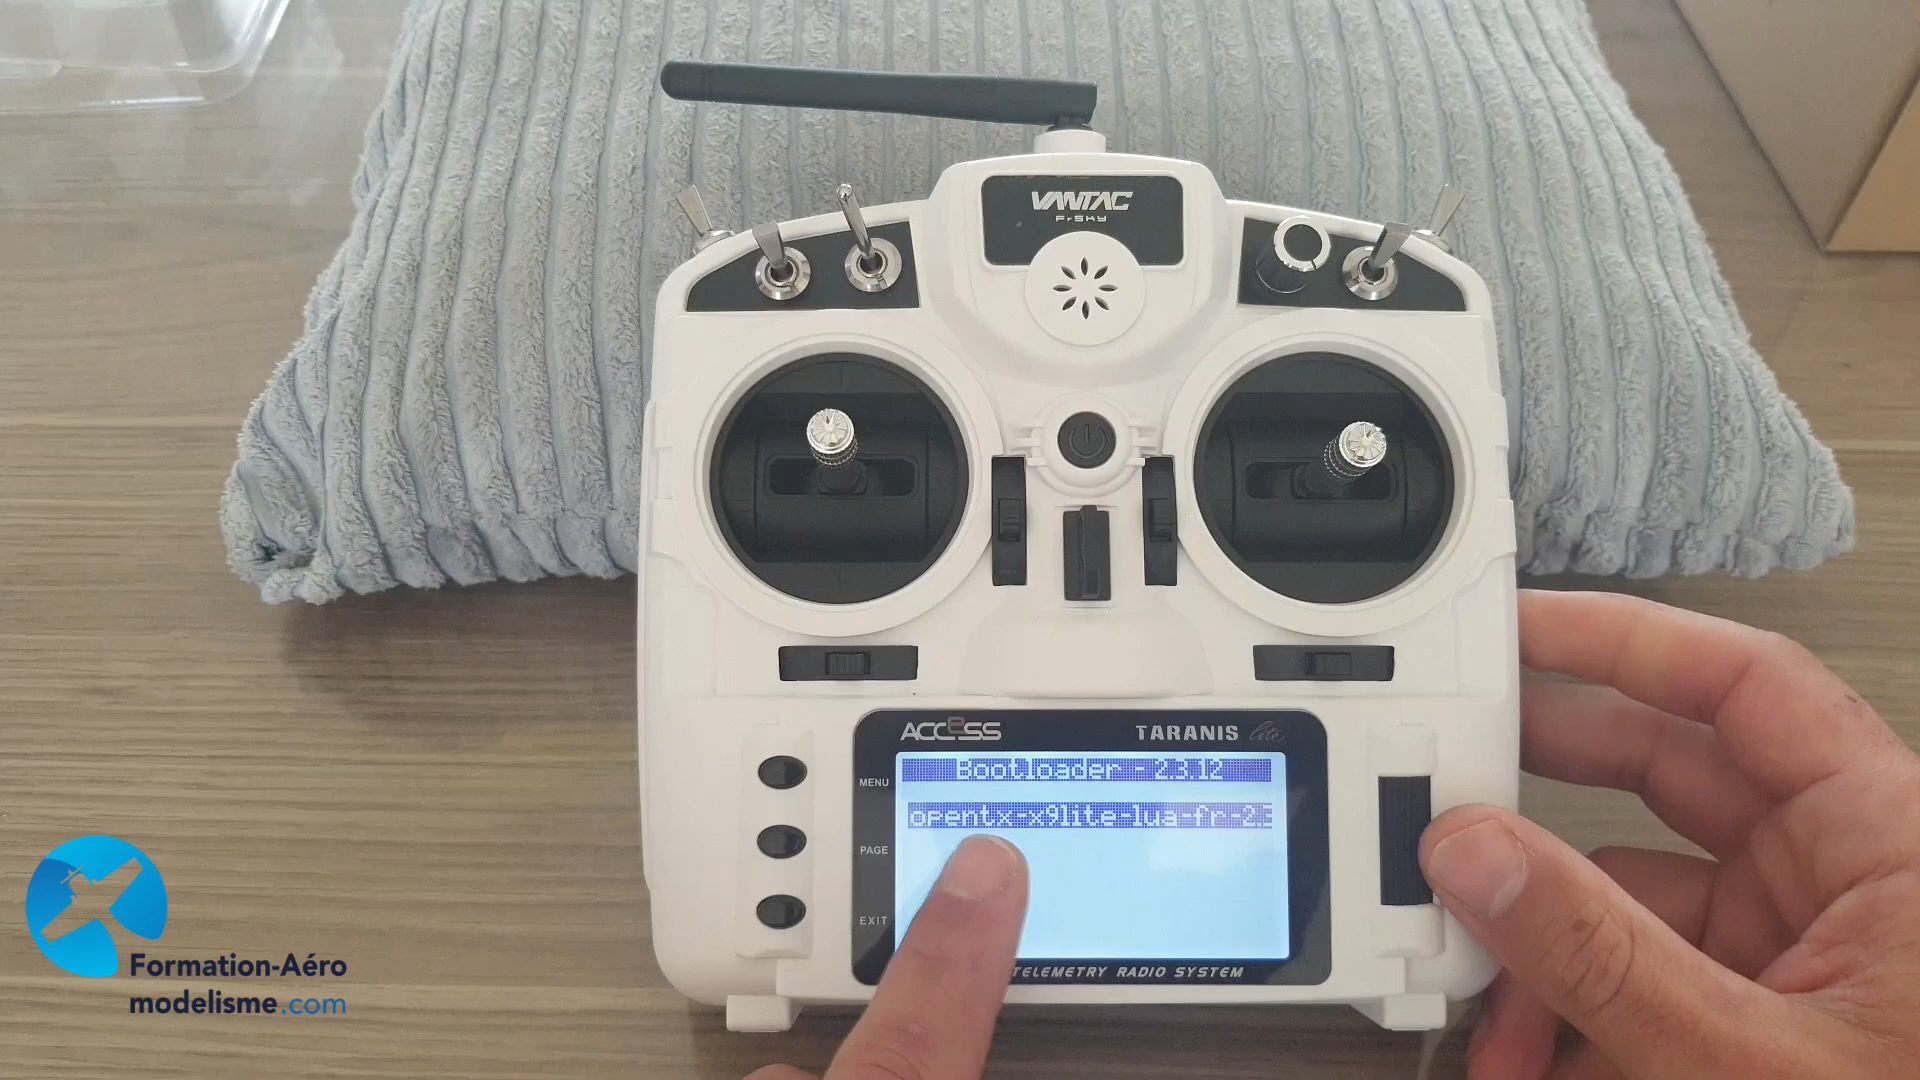 VANTAC
FrSKY
ACCeSS
TARANIS lite
MENU
Bootloader - 2.3.12
opentx-x9lite-lua-fr-2.3
PAGE
EXIT
TELEMETRY RADIO SYSTEM
Formation-Aéro
modelisme.com